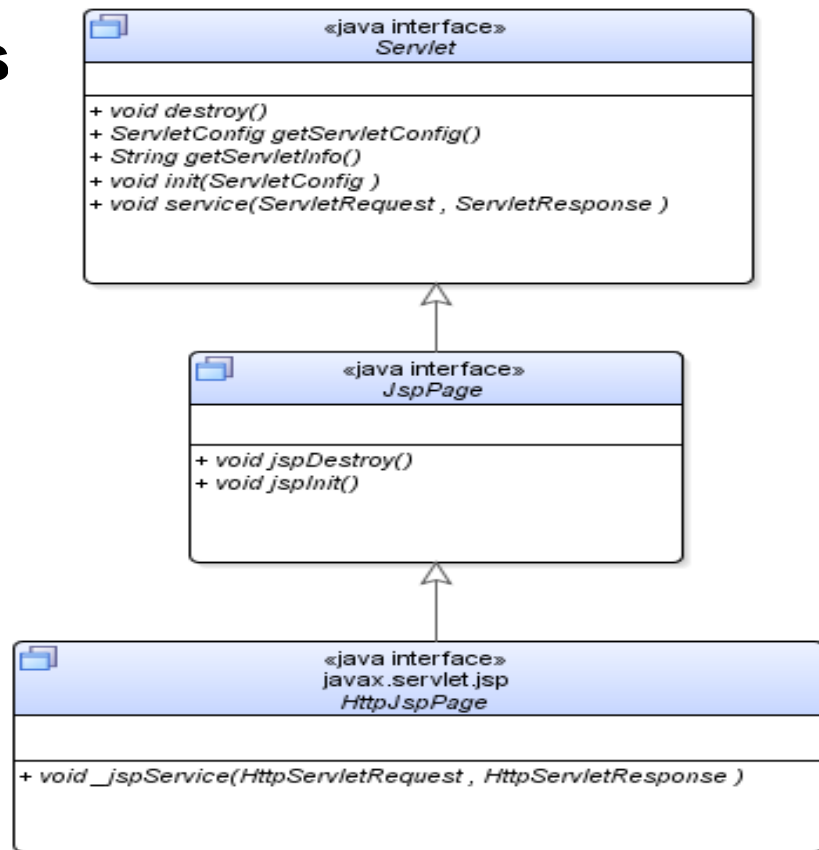 s
«java interface»
Servlet
+ void destroy()
+ ServletConfig getServletConfig()
+ String getServletInfo()
+ void init(ServletConfig )
+ void service(ServletRequest , ServletResponse )
«java interface»
JspPage
+ void jspDestroy()
+ void jspInit()
«java interface»
javax.servlet.jsp
HttpJspPage
+ void _jspService(HttpServletRequest , HttpServletResponse )